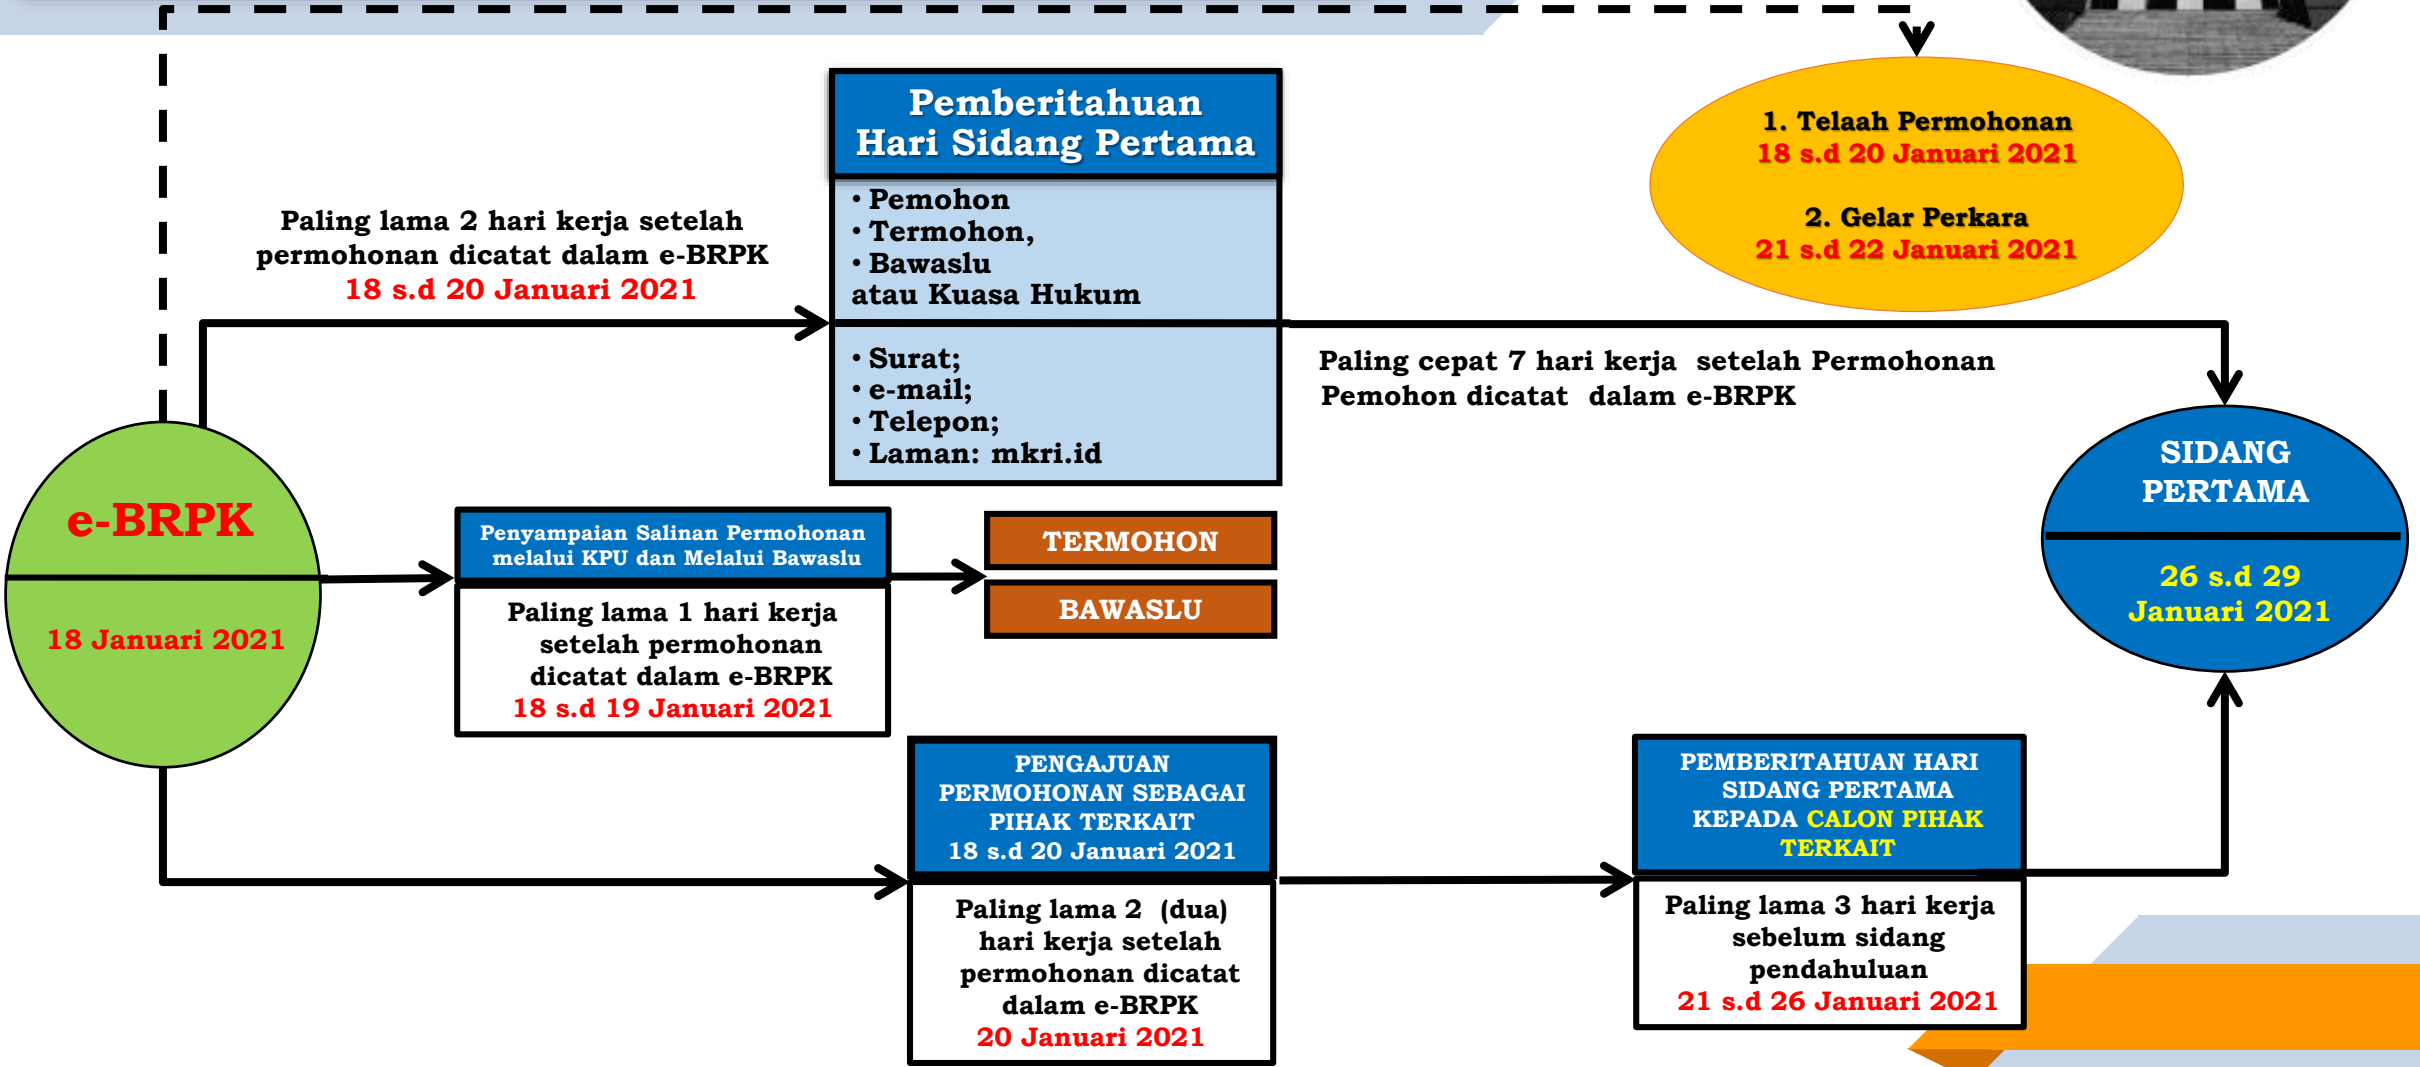 Pemberitahuan
Hari Sidang Pertama
• Pemohon
• Termohon,
• Bawaslu
atau Kuasa Hukum
• Surat;
• e-mail;
• Telepon;
• Laman: mkri.id
1. Telaah Permohonan
18 s.d 20 Januari 2021
2. Gelar Perkara
21 s.d 22 Januari 2021
Paling lama 2 hari kerja setelah
permohonan dicatat dalam e-BRPK
18 s.d 20 Januari 2021
Paling cepat 7 hari kerja setelah Permohonan
Pemohon dicatat dalam e-BRPK
e-BRPK
18 Januari 2021
Penyampaian Salinan Permohonan
melalui KPU dan Melalui Bawaslu
Paling lama 1 hari kerja
setelah permohonan
dicatat dalam e-BRPK
18 s.d 19 Januari 2021
TERMOHON
BAWASLU
SIDANG
PERTAMA
26 s.d 29
Januari 2021
PENGAJUAN
PERMOHONAN SEBAGAI
PIHAK TERKAIT
18 s.d 20 Januari 2021
Paling lama 2 (dua)
hari kerja setelah
permohonan dicatat
dalam e-BRPK
20 Januari 2021
PEMBERITAHUAN HARI
SIDANG PERTAMA
KEPADA CALON PIHAK
TERKAIT
Paling lama 3 hari kerja
sebelum sidang
pendahuluan
21 s.d 26 Januari 2021